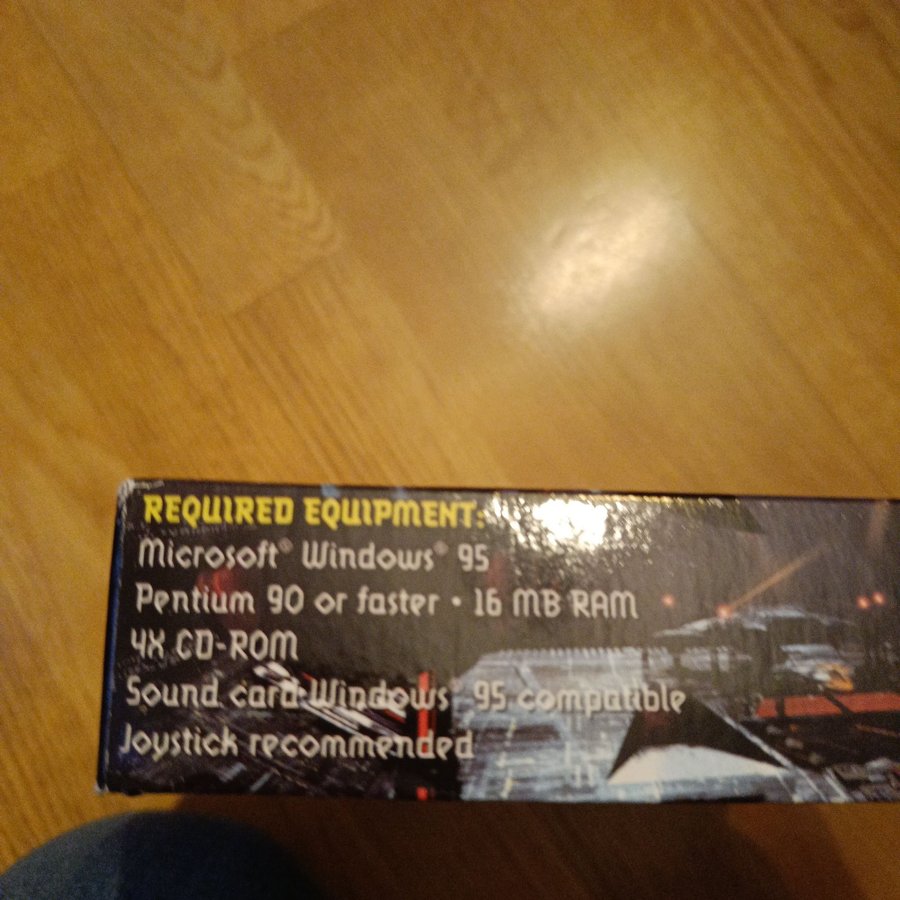 REQUIRED EQUIPMENT:
Microsoft® Windows® 95
Pentium 90 or faster • 16 MB RAM
4X CD-ROM
Sound card-Windows® 95 compatible
Joystick recommended